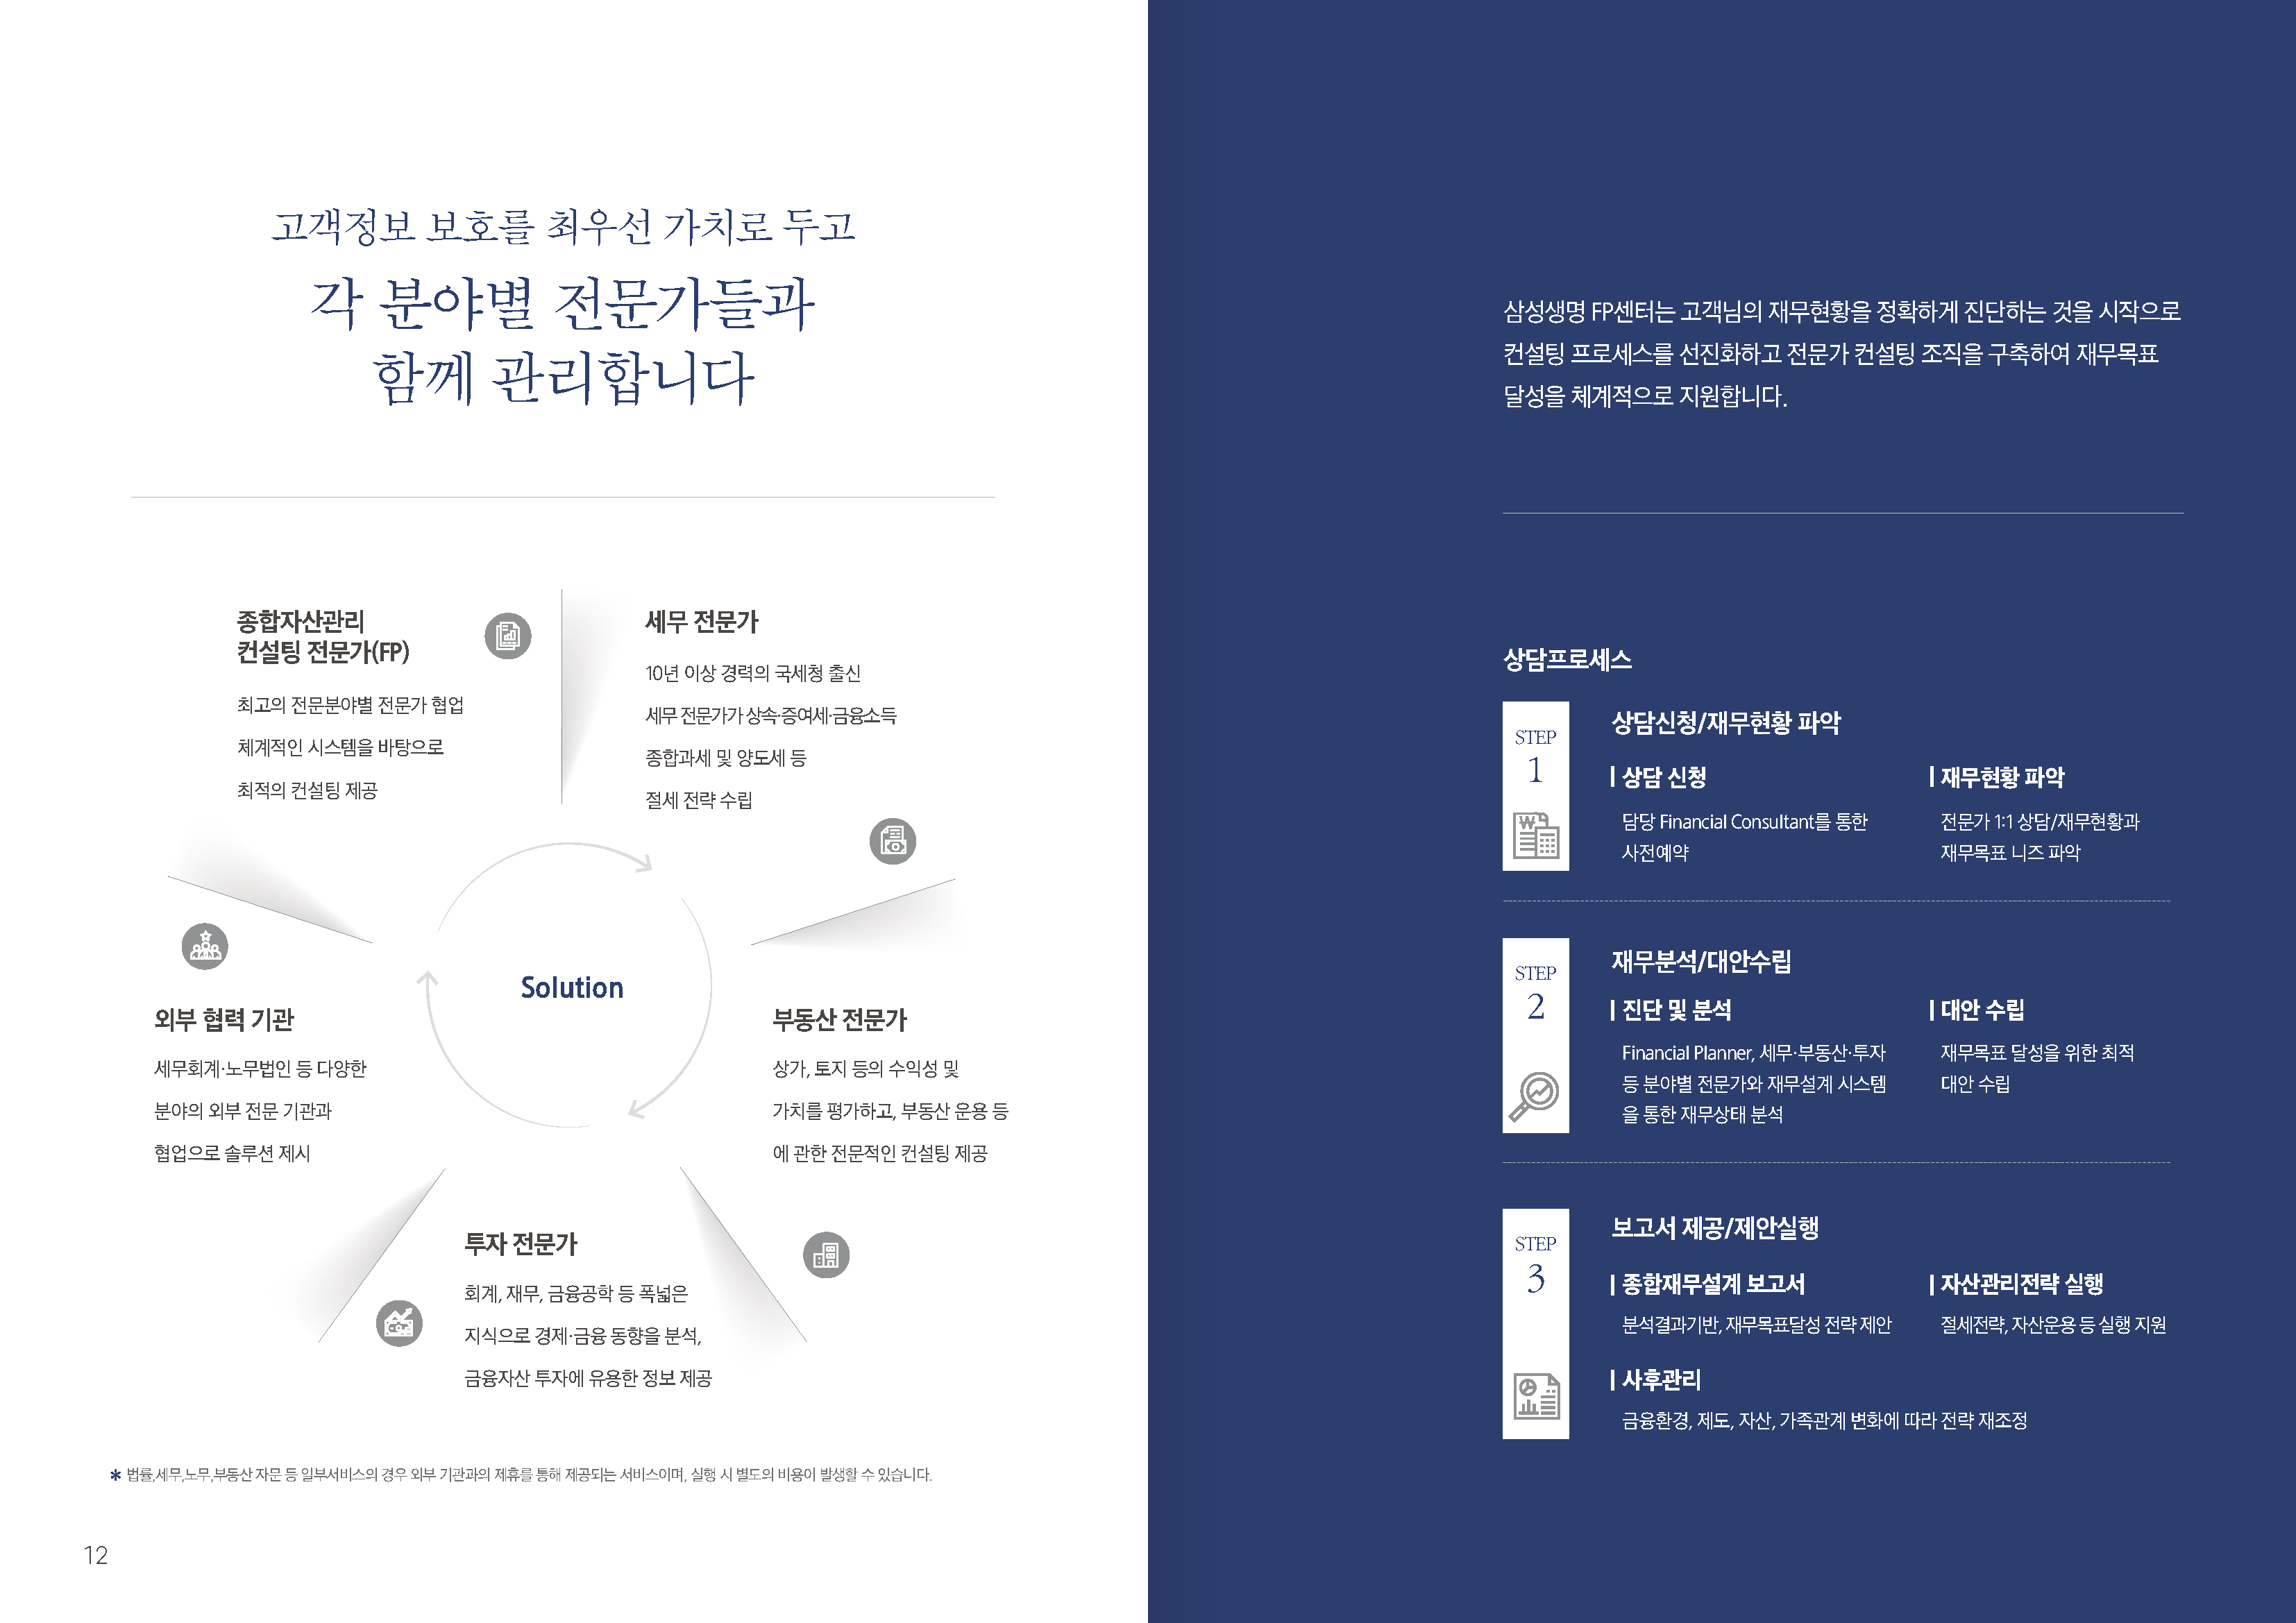 고객정보 보호를 최우선 가치로 두고
각 분야별 전문가들과
함께 관리합니다
종합자산관리
컨설팅 전문가(FP)
최고의 전문분야별 전문가 협업
체계적인 시스템을 바탕으로
최적의 컨설팅 제공
세무 전문가
10년 이상 경력의 국세청 출신
세무 전문가가 상속·증여세·금융소득
종합과세 및 양도세 등
절세 전략 수립
Solution
외부 협력 기관
세무회계·노무법인 등 다양한
분야의 외부 전문 기관과
협업으로 솔루션 제시
부동산 전문가
상가, 토지 등의 수익성 및
가치를 평가하고, 부동산 운용 등
에 관한 전문적인 컨설팅 제공
투자 전문가
회계, 재무, 금융공학 등 폭넓은
지식으로 경제·금융 동향을 분석,
금융자산 투자에 유용한 정보 제공
* 법률,세무,노무,부동산 자문 등 일부서비스의 경우 외부 기관과의 제휴를 통해 제공되는 서비스이며, 실행 시 별도의 비용이 발생할 수 있습니다.
12
삼성생명 FP센터는 고객님의 재무현황을 정확하게 진단하는 것을 시작으로
컨설팅 프로세스를 선진화하고 전문가 컨설팅 조직을 구축하여 재무목표
달성을 체계적으로 지원합니다.
상담프로세스
STEP
1
상담신청/재무현황 파악
상담 신청
담당 Financial Consultant를 통한
사전예약
재무현황 파악
전문가 1:1 상담/재무현황과
재무목표 니즈 파악
STEP
2
재무분석/대안수립
진단 및 분석
Financial Planner, 세무·부동산·투자
등 분야별 전문가와 재무설계 시스템
을 통한 재무상태 분석
대안 수립
재무목표 달성을 위한 최적
대안 수립
STEP
3
보고서 제공/제안실행
종합재무설계 보고서
분석결과기반, 재무목표달성 전략 제안
자산관리전략 실행
절세전략, 자산운용 등 실행 지원
사후관리
금융환경, 제도, 자산, 가족관계 변화에 따라 전략 재조정